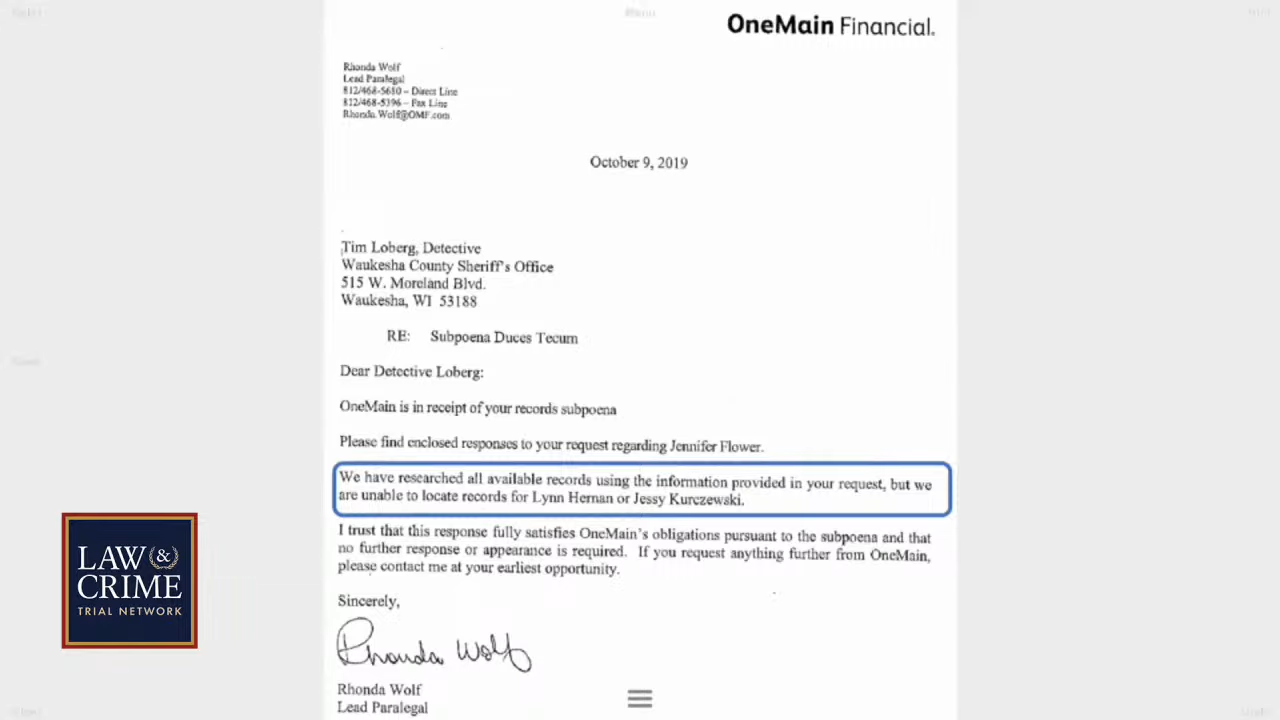 OneMain Financial.
Rhonda Wolf
Lead Paralegal
812/468-5680 – Direct Line
812/468-5396 – Fax Line
Rhonda.Wolf@OMF.com
October 9, 2019
Tim Loberg, Detective
Waukesha County Sheriff's Office
515 W. Moreland Blvd.
Waukesha, WI 53188
RE: Subpoena Duces Tecum
Dear Detective Loberg:
OneMain is in receipt of your records subpoena
Please find enclosed responses to your request regarding Jennifer Flower.
We have researched all available records using the information provided in your request, but we
are unable to locate records for Lynn Hernan or Jessy Kurczewski.
I trust that this response fully satisfies OneMain's obligations pursuant to the subpoena and that
no further response or appearance is required. If you request anything further from OneMain,
please contact me at your earliest opportunity.
Sincerely,
Rhonda Wolf
Rhonda Wolf
Lead Paralegal
LAW &
CRIME
TRIAL NETWORK